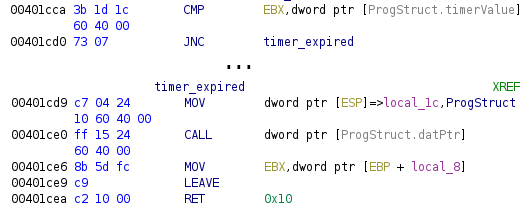 00401cca 3b 1d 1c CMP EBX,dword ptr [ProgStruct.timerValue]
60 40 00
00401cd0 73 07 JNC timer_expired
...
timer_expired XREF
00401cd9 c7 04 24 MOV dword ptr [ESP]=>local_1c,ProgStruct
10 60 40 00
00401ce0 ff 15 24 CALL dword ptr [ProgStruct.datPtr]
60 40 00
00401ce6 8b 5d fc MOV EBX,dword ptr [EBP + local_8]
00401ce9 c9 LEAVE
00401cea c2 10 00 RET 0x10